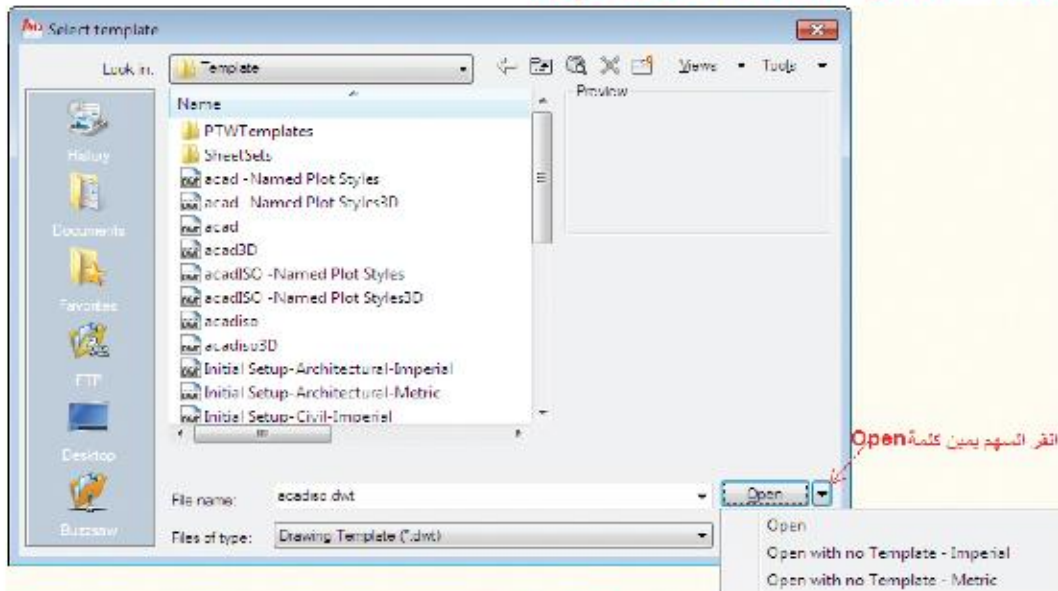 Select template
Look in:
Template
Views
Tools
Name
Preview
PTWTemplates
SheetSets
acad -Named Plot Styles
acad -Named Plot Styles3D
acad
acad3D
acadISO -Named Plot Styles
acadISO -Named Plot Styles3D
acadiso
acadiso3D
Initial Setup-Architectural-Imperial
Initial Setup-Architectural-Metric
Initial Setup-Civil-Imperial
History
Documents
Favorites
FTP
Desktop
Buzzsaw
انقر السهم يمين كلمة Open
File name:
acadiso.dwt
Open
Files of type:
Drawing Template (*.dwt)
Open
Open with no Template - Imperial
Open with no Template - Metric